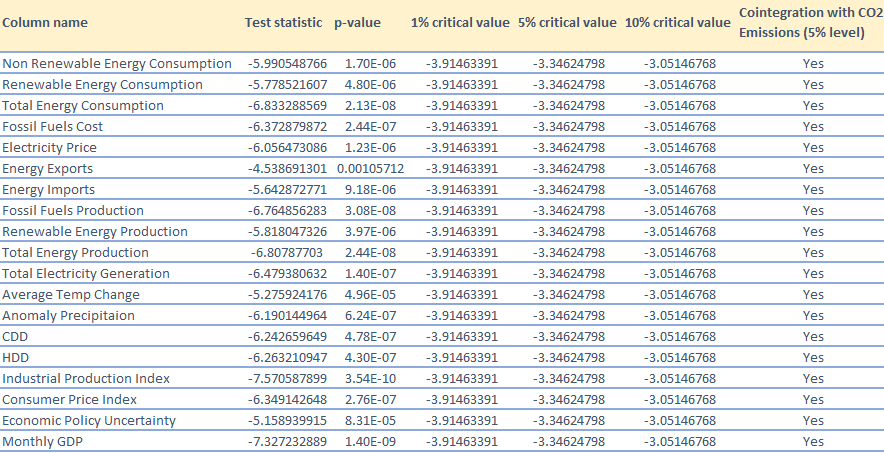 Column name Test statistic p-value 1% critical value 5% critical value 10% critical value Cointegration with CO2 Emissions (5% level)
Non Renewable Energy Consumption -5.990548766 1.70E-06 -3.91463391 -3.34624798 -3.05146768 Yes
Renewable Energy Consumption -5.778521607 4.80E-06 -3.91463391 -3.34624798 -3.05146768 Yes
Total Energy Consumption -6.833288569 2.13E-08 -3.91463391 -3.34624798 -3.05146768 Yes
Fossil Fuels Cost -6.372879872 2.44E-07 -3.91463391 -3.34624798 -3.05146768 Yes
Electricity Price -6.056473086 1.23E-06 -3.91463391 -3.34624798 -3.05146768 Yes
Energy Exports -4.538691301 0.00105712 -3.91463391 -3.34624798 -3.05146768 Yes
Energy Imports -5.642872771 9.18E-06 -3.91463391 -3.34624798 -3.05146768 Yes
Fossil Fuels Production -6.764856283 3.08E-08 -3.91463391 -3.34624798 -3.05146768 Yes
Renewable Energy Production -5.818047326 3.97E-06 -3.91463391 -3.34624798 -3.05146768 Yes
Total Energy Production -6.80787703 2.44E-08 -3.91463391 -3.34624798 -3.05146768 Yes
Total Electricity Generation -6.479380632 1.40E-07 -3.91463391 -3.34624798 -3.05146768 Yes
Average Temp Change -5.275924176 4.96E-05 -3.91463391 -3.34624798 -3.05146768 Yes
Anomaly Precipitaion -6.190144964 6.24E-07 -3.91463391 -3.34624798 -3.05146768 Yes
CDD -6.242659649 4.78E-07 -3.91463391 -3.34624798 -3.05146768 Yes
HDD -6.263210947 4.30E-07 -3.91463391 -3.34624798 -3.05146768 Yes
Industrial Production Index -7.570587899 3.54E-10 -3.91463391 -3.34624798 -3.05146768 Yes
Consumer Price Index -6.349142648 2.76E-07 -3.91463391 -3.34624798 -3.05146768 Yes
Economic Policy Uncertainty -5.158939915 8.31E-05 -3.91463391 -3.34624798 -3.05146768 Yes
Monthly GDP -7.327232889 1.40E-09 -3.91463391 -3.34624798 -3.05146768 Yes